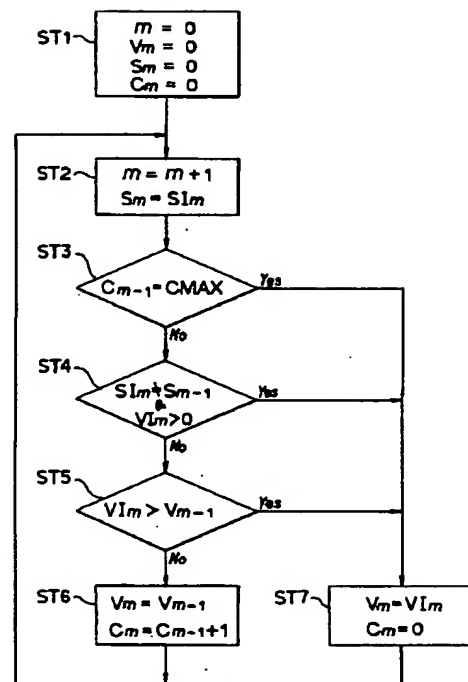 ST1
m = 0
Vm = 0
Sm = 0
Cm = 0
ST2
m = m+1
Sm = SIm
ST3
Cm-1 = CMAX
Yes
No
ST4
SIm ≠ Sm-1
&
VIm > 0
Yes
No
ST5
VIm > Vm-1
Yes
No
ST6
Vm = Vm-1
Cm = Cm-1+1
ST7
Vm = VIm
Cm = 0